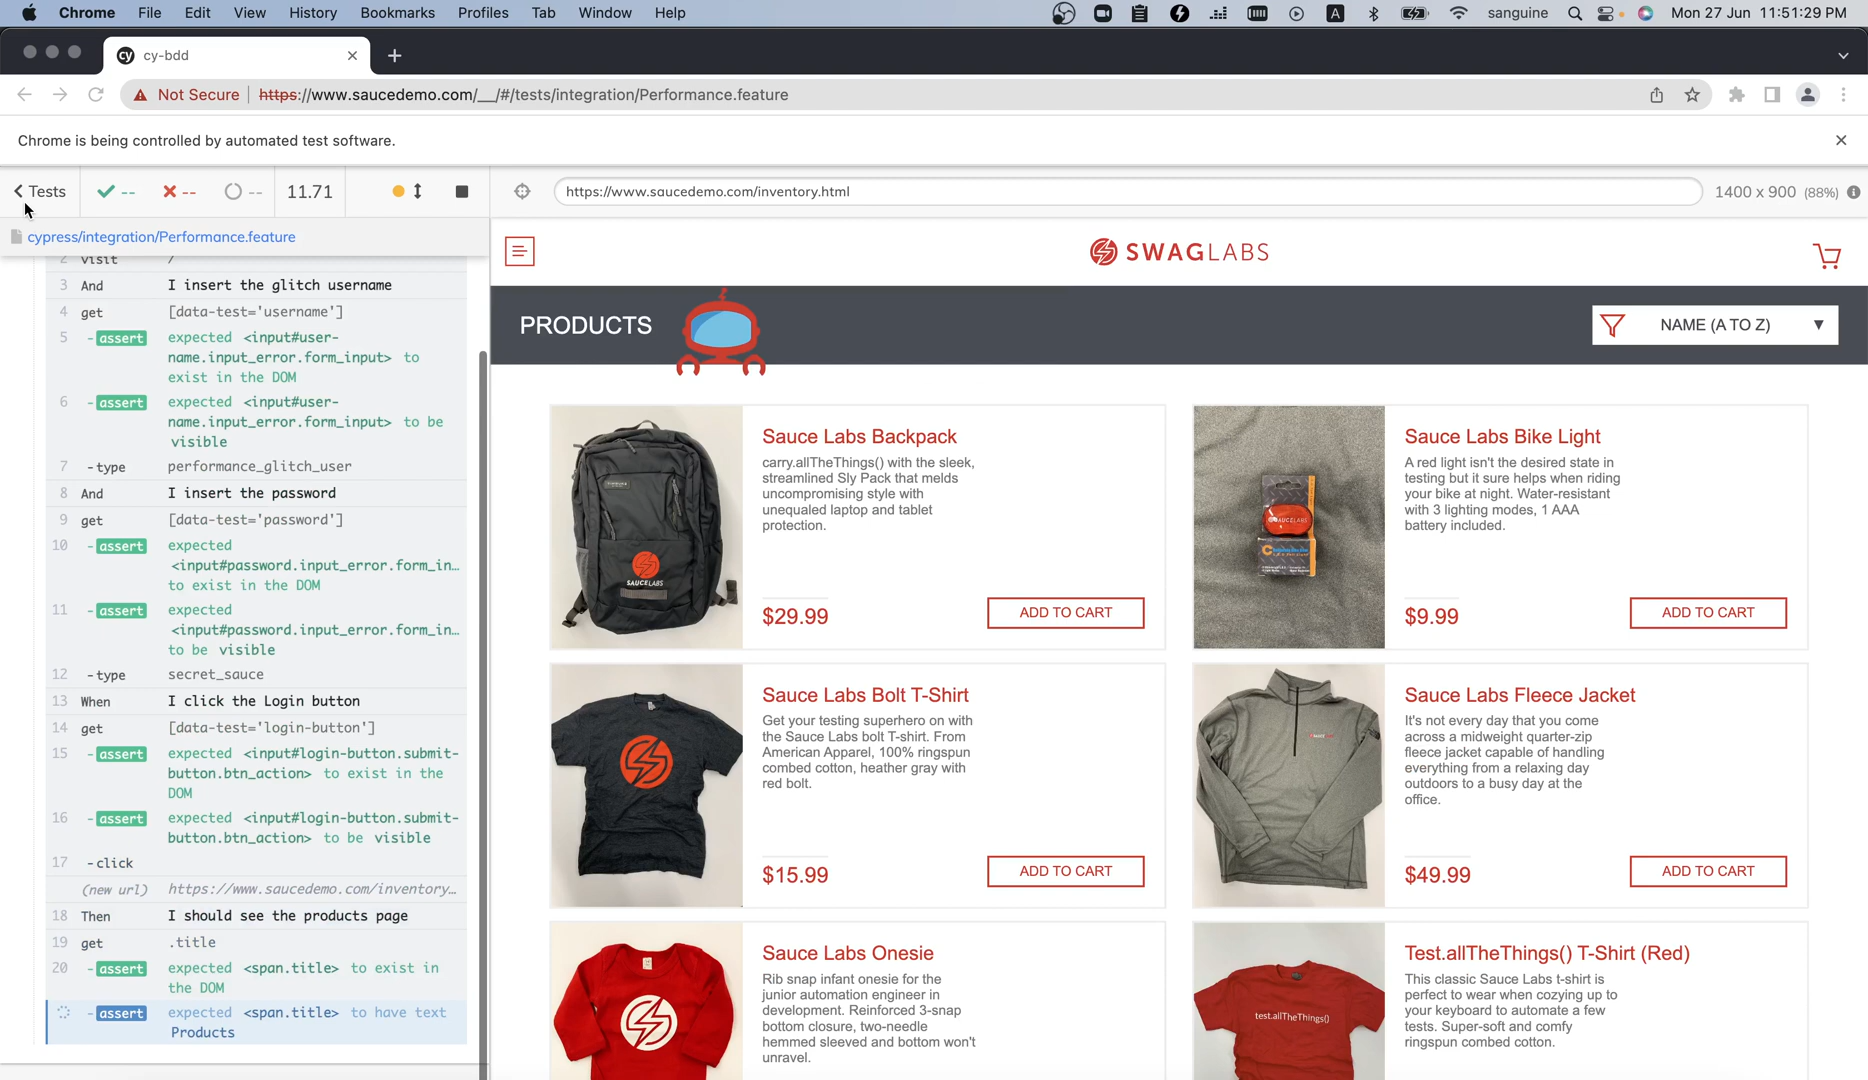 Chrome File Edit View History Bookmarks Profiles Tab Window Help
A sanguine Mon 27 Jun 11:51:29 PM
cy cy-bdd
Not Secure https://www.saucedemo.com/__/#/tests/integration/Performance.feature
Chrome is being controlled by automated test software.
Tests -- -- -- 11.71
https://www.saucedemo.com/inventory.html
1400 x 900 (88%)
cypress/integration/Performance.feature
2 visit /
3 And I insert the glitch username
4 get [data-test='username']
5 -assert expected <input#user-
name.input_error.form_input> to
exist in the DOM
6 -assert expected <input#user-
name.input_error.form_input> to be
visible
7 -type performance_glitch_user
8 And I insert the password
9 get [data-test='password']
10 -assert expected
<input#password.input_error.form_in…
to exist in the DOM
11 -assert expected
<input#password.input_error.form_in…
to be visible
12 -type secret_sauce
13 When I click the Login button
14 get [data-test='login-button']
15 -assert expected <input#login-button.submit-
button.btn_action> to exist in the
DOM
16 -assert expected <input#login-button.submit-
button.btn_action> to be visible
17 -click
(new url) https://www.saucedemo.com/inventory…
18 Then I should see the products page
19 get .title
20 -assert expected <span.title> to exist in
the DOM
-assert expected <span.title> to have text
Products
SWAGLABS
PRODUCTS
NAME (A TO Z)
Sauce Labs Backpack
carry.allTheThings() with the sleek,
streamlined Sly Pack that melds
uncompromising style with
unequaled laptop and tablet
protection.
$29.99
ADD TO CART
SAUCELABS
Sauce Labs Bike Light
A red light isn't the desired state in
testing but it sure helps when riding
your bike at night. Water-resistant
with 3 lighting modes, 1 AAA
battery included.
$9.99
ADD TO CART
SAUCELABS
Sauce Labs Bolt T-Shirt
Get your testing superhero on with
the Sauce Labs bolt T-shirt. From
American Apparel, 100% ringspun
combed cotton, heather gray with
red bolt.
$15.99
ADD TO CART
Sauce Labs Fleece Jacket
It's not every day that you come
across a midweight quarter-zip
fleece jacket capable of handling
everything from a relaxing day
outdoors to a busy day at the
office.
$49.99
ADD TO CART
Sauce Labs Onesie
Rib snap infant onesie for the
junior automation engineer in
development. Reinforced 3-snap
bottom closure, two-needle
hemmed sleeved and bottom won't
unravel.
Test.allTheThings() T-Shirt (Red)
This classic Sauce Labs t-shirt is
perfect to wear when cozying up to
your keyboard to automate a few
tests. Super-soft and comfy
ringspun combed cotton.
test.allTheThings()